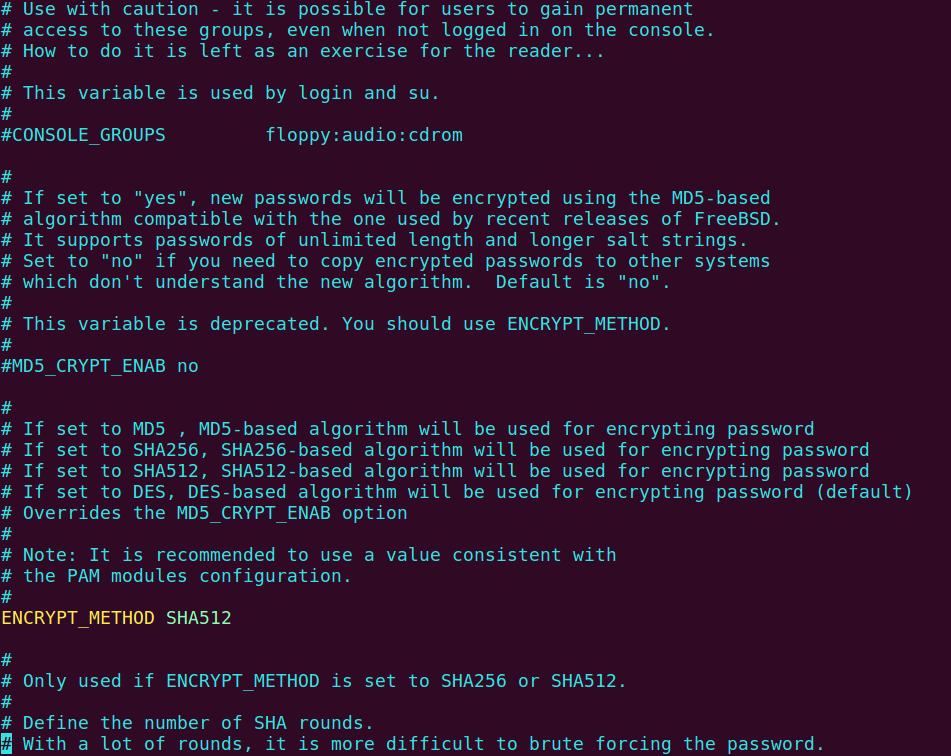 # Use with caution - it is possible for users to gain permanent
# access to these groups, even when not logged in on the console.
# How to do it is left as an exercise for the reader...
#
# This variable is used by login and su.
#
#CONSOLE_GROUPS         floppy:audio:cdrom

#
# If set to "yes", new passwords will be encrypted using the MD5-based
# algorithm compatible with the one used by recent releases of FreeBSD.
# It supports passwords of unlimited length and longer salt strings.
# Set to "no" if you need to copy encrypted passwords to other systems
# which don't understand the new algorithm.  Default is "no".
#
# This variable is deprecated. You should use ENCRYPT_METHOD.
#
#MD5_CRYPT_ENAB no

#
# If set to MD5 , MD5-based algorithm will be used for encrypting password
# If set to SHA256, SHA256-based algorithm will be used for encrypting password
# If set to SHA512, SHA512-based algorithm will be used for encrypting password
# If set to DES, DES-based algorithm will be used for encrypting password (default)
# Overrides the MD5_CRYPT_ENAB option
#
# Note: It is recommended to use a value consistent with
# the PAM modules configuration.
#
ENCRYPT_METHOD SHA512

#
# Only used if ENCRYPT_METHOD is set to SHA256 or SHA512.
#
# Define the number of SHA rounds.
# With a lot of rounds, it is more difficult to brute forcing the password.